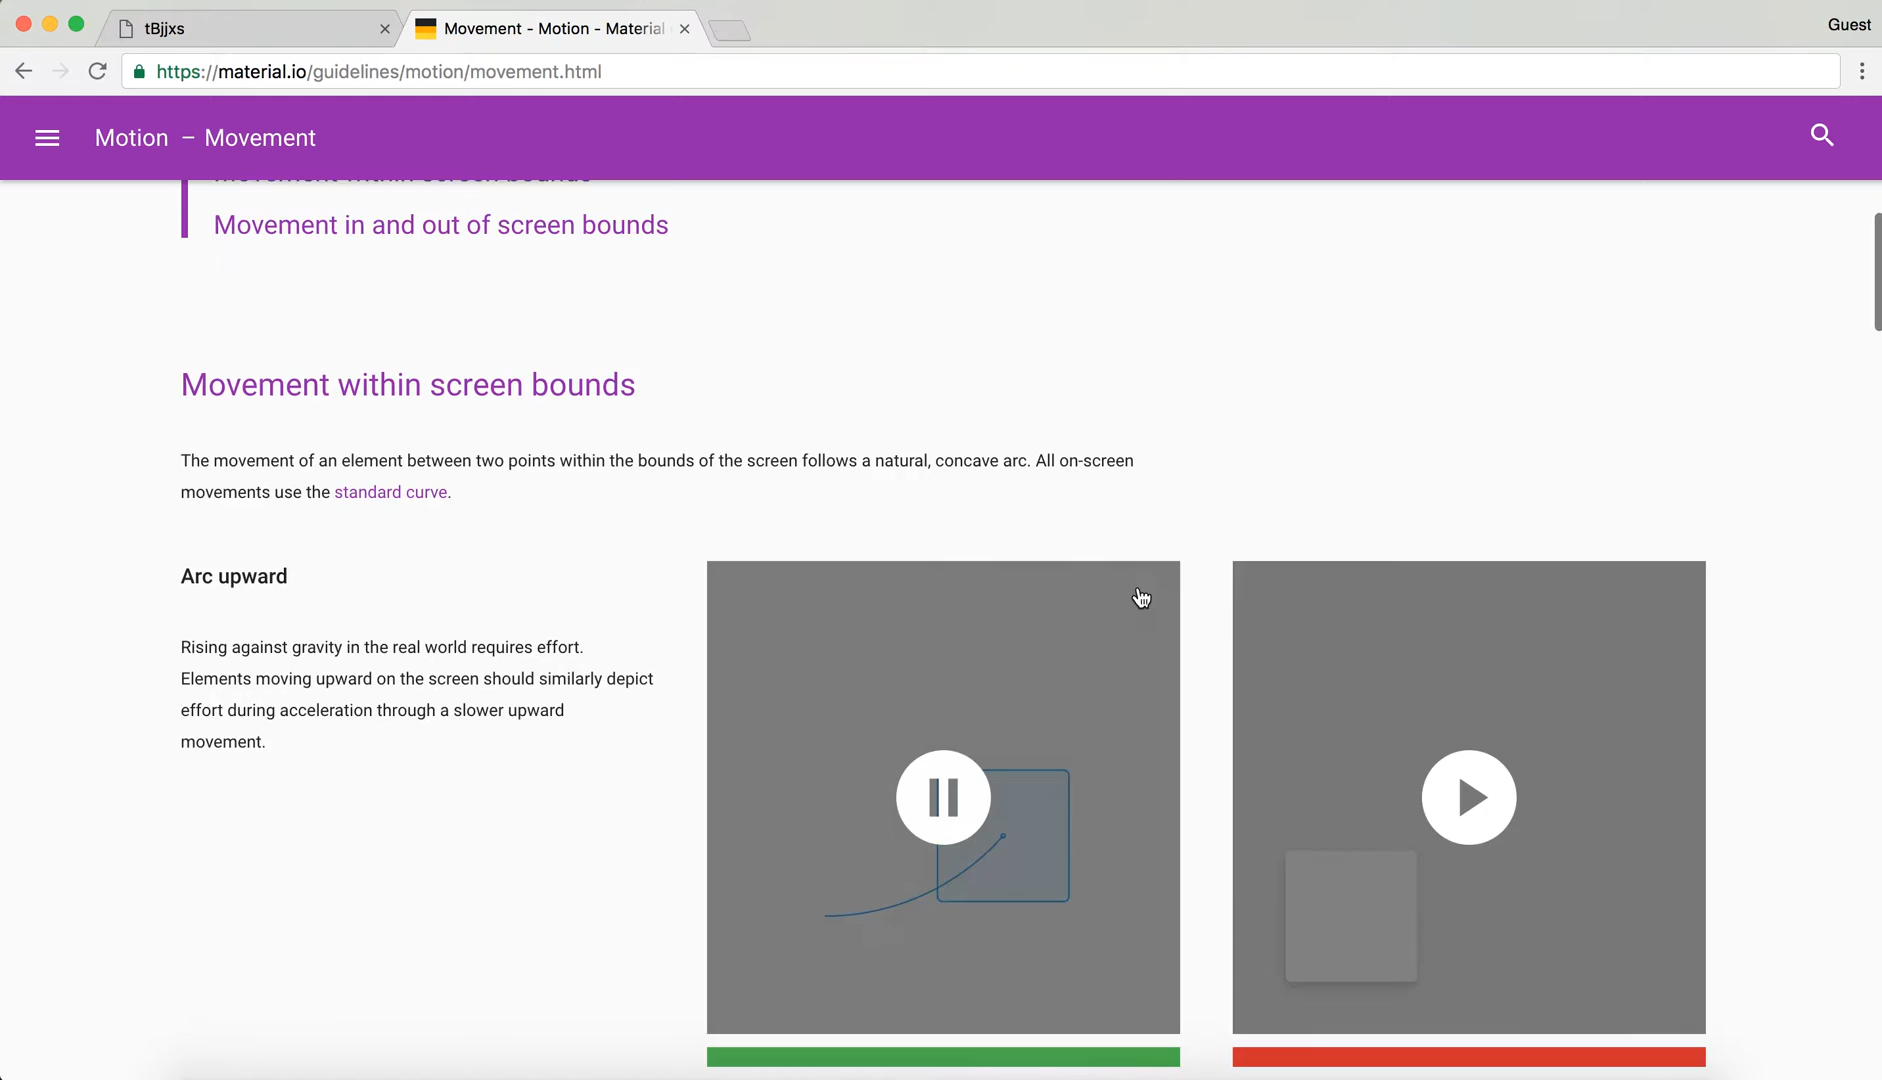 tBjjxs
Movement - Motion - Material
Guest
https://material.io/guidelines/motion/movement.html
Motion – Movement
Movement within screen bounds
Movement in and out of screen bounds
Movement within screen bounds
The movement of an element between two points within the bounds of the screen follows a natural, concave arc. All on-screen
movements use the standard curve.
Arc upward
Rising against gravity in the real world requires effort.
Elements moving upward on the screen should similarly depict
effort during acceleration through a slower upward
movement.